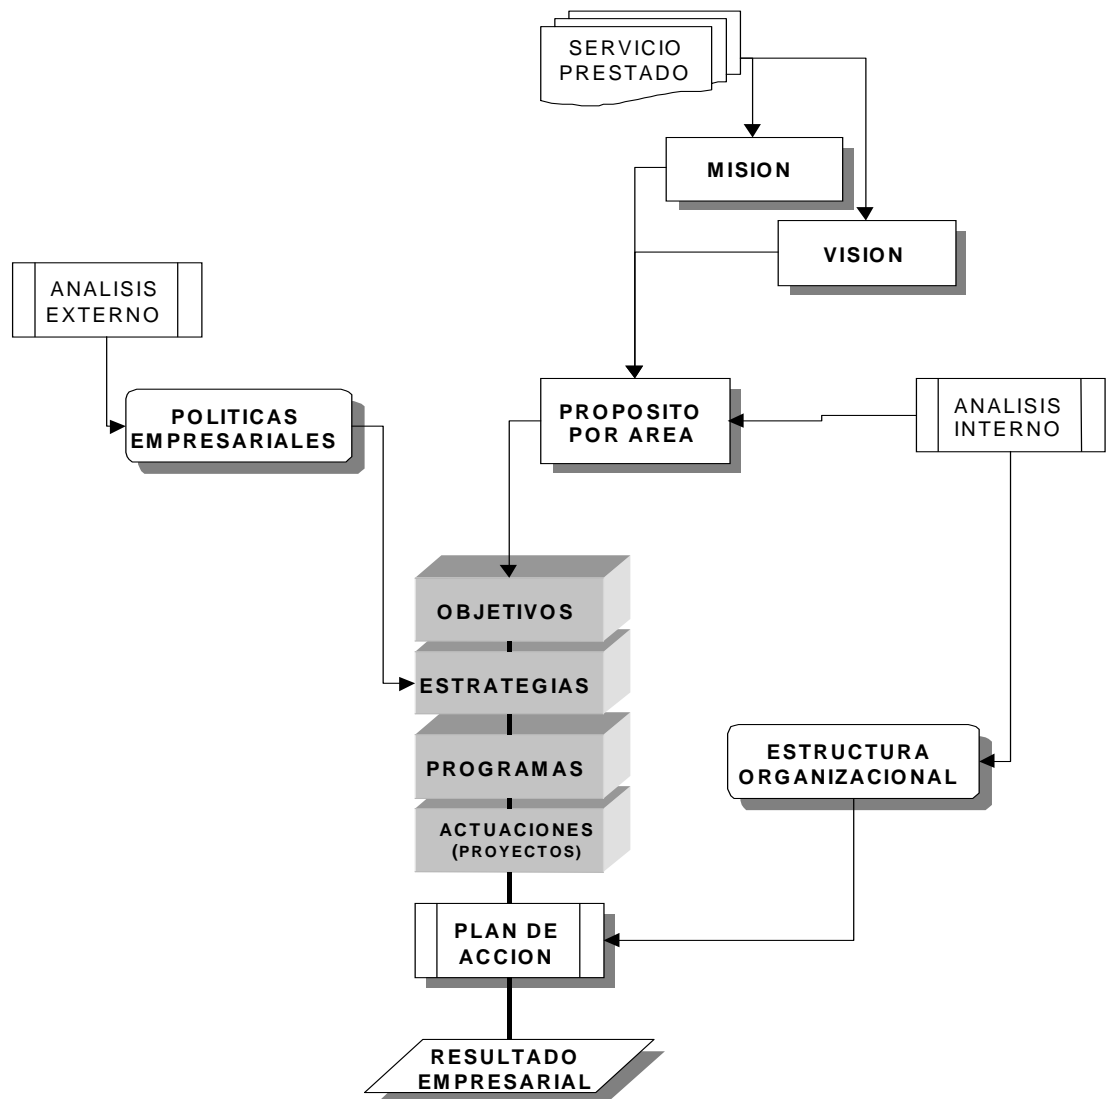 SERVICIO
PRESTADO
MISION
VISION
ANALISIS
EXTERNO
POLITICAS
EMPRESARIALES
PROPOSITO
POR AREA
ANALISIS
INTERNO
OBJETIVOS
ESTRATEGIAS
PROGRAMAS
ESTRUCTURA
ORGANIZACIONAL
ACTUACIONES
(PROYECTOS)
PLAN DE
ACCION
RESULTADO
EMPRESARIAL